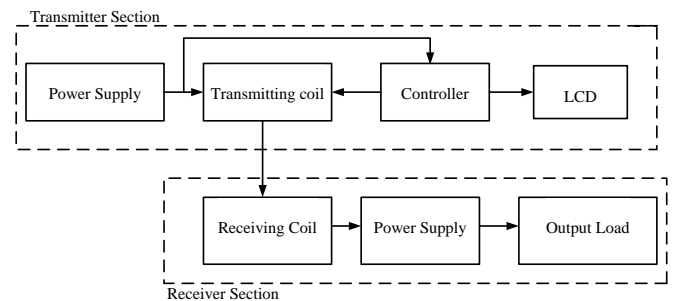 Transmitter Section
Power Supply
Transmitting coil
Controller
LCD
Receiving Coil
Power Supply
Output Load
Receiver Section